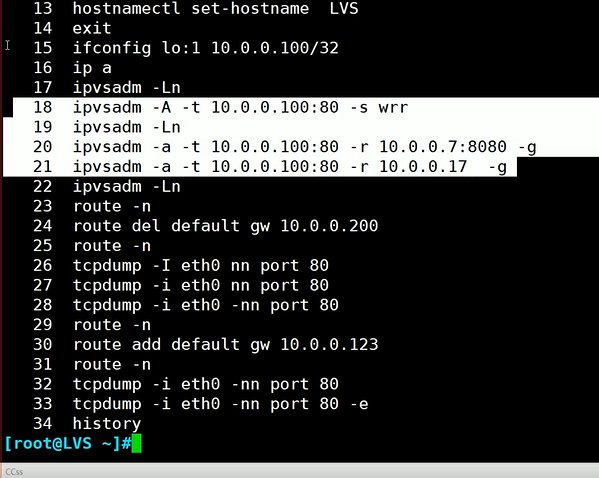 13 hostnamectl set-hostname LVS
14 exit
15 ifconfig lo:1 10.0.0.100/32
16 ip a
17 ipvsadm -Ln
18 ipvsadm -A -t 10.0.0.100:80 -s wrr
19 ipvsadm -Ln
20 ipvsadm -a -t 10.0.0.100:80 -r 10.0.0.7:8080 -g
21 ipvsadm -a -t 10.0.0.100:80 -r 10.0.0.17 -g
22 ipvsadm -Ln
23 route -n
24 route del default gw 10.0.0.200
25 route -n
26 tcpdump -I eth0 nn port 80
27 tcpdump -i eth0 nn port 80
28 tcpdump -i eth0 -nn port 80
29 route -n
30 route add default gw 10.0.0.123
31 route -n
32 tcpdump -i eth0 -nn port 80
33 tcpdump -i eth0 -nn port 80 -e
34 history
[root@LVS ~]#
CCss